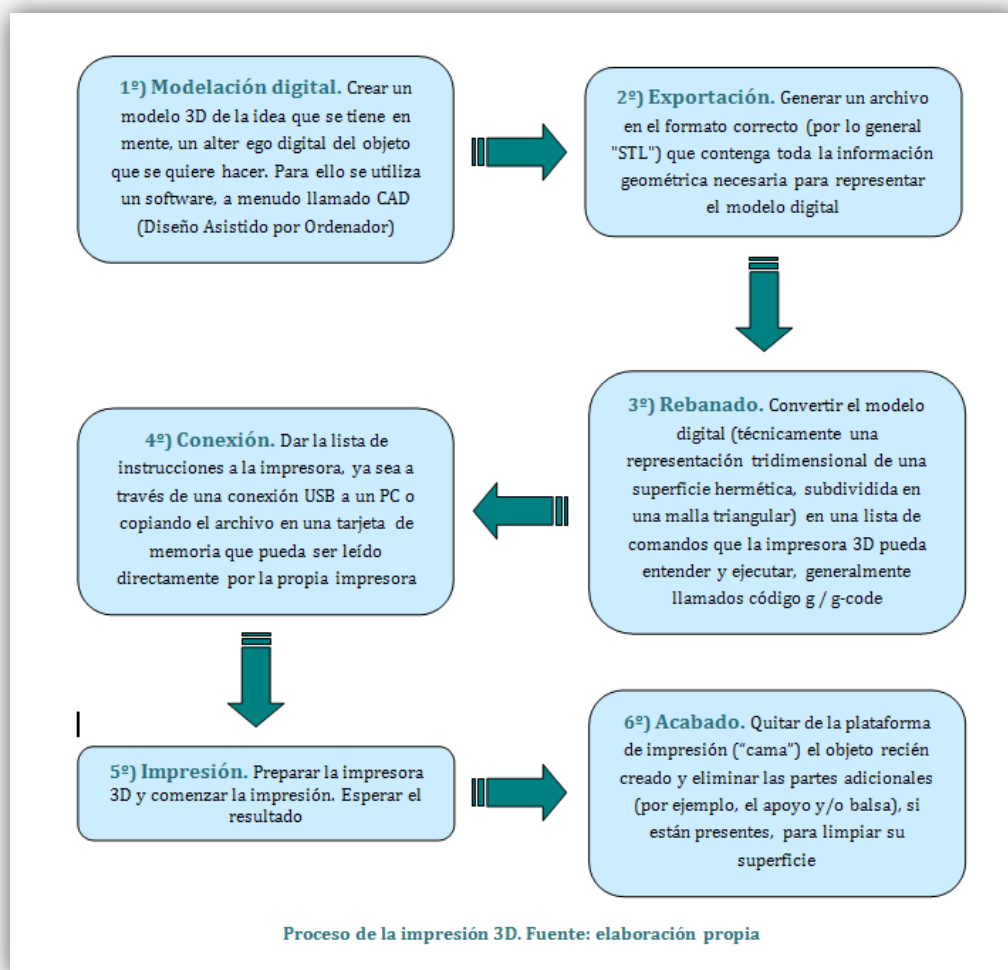 1º) Modelación digital. Crear un
modelo 3D de la idea que se tiene en
mente, un alter ego digital del objeto
que se quiere hacer. Para ello se utiliza
un software, a menudo llamado CAD
(Diseño Asistido por Ordenador)
2º) Exportación. Generar un archivo
en el formato correcto (por lo general
"STL") que contenga toda la información
geométrica necesaria para representar
el modelo digital
3º) Rebanado. Convertir el modelo
digital (técnicamente una
representación tridimensional de una
superficie hermética, subdividida en
una malla triangular) en una lista de
comandos que la impresora 3D pueda
entender y ejecutar, generalmente
llamados código g / g-code
4º) Conexión. Dar la lista de
instrucciones a la impresora, ya sea a
través de una conexión USB a un PC o
copiando el archivo en una tarjeta de
memoria que pueda ser leído
directamente por la propia impresora
5º) Impresión. Preparar la impresora
3D y comenzar la impresión. Esperar el
resultado
6º) Acabado. Quitar de la plataforma
de impresión (“cama”) el objeto recién
creado y eliminar las partes adicionales
(por ejemplo, el apoyo y/o balsa), si
están presentes, para limpiar su
superficie
Proceso de la impresión 3D. Fuente: elaboración propia